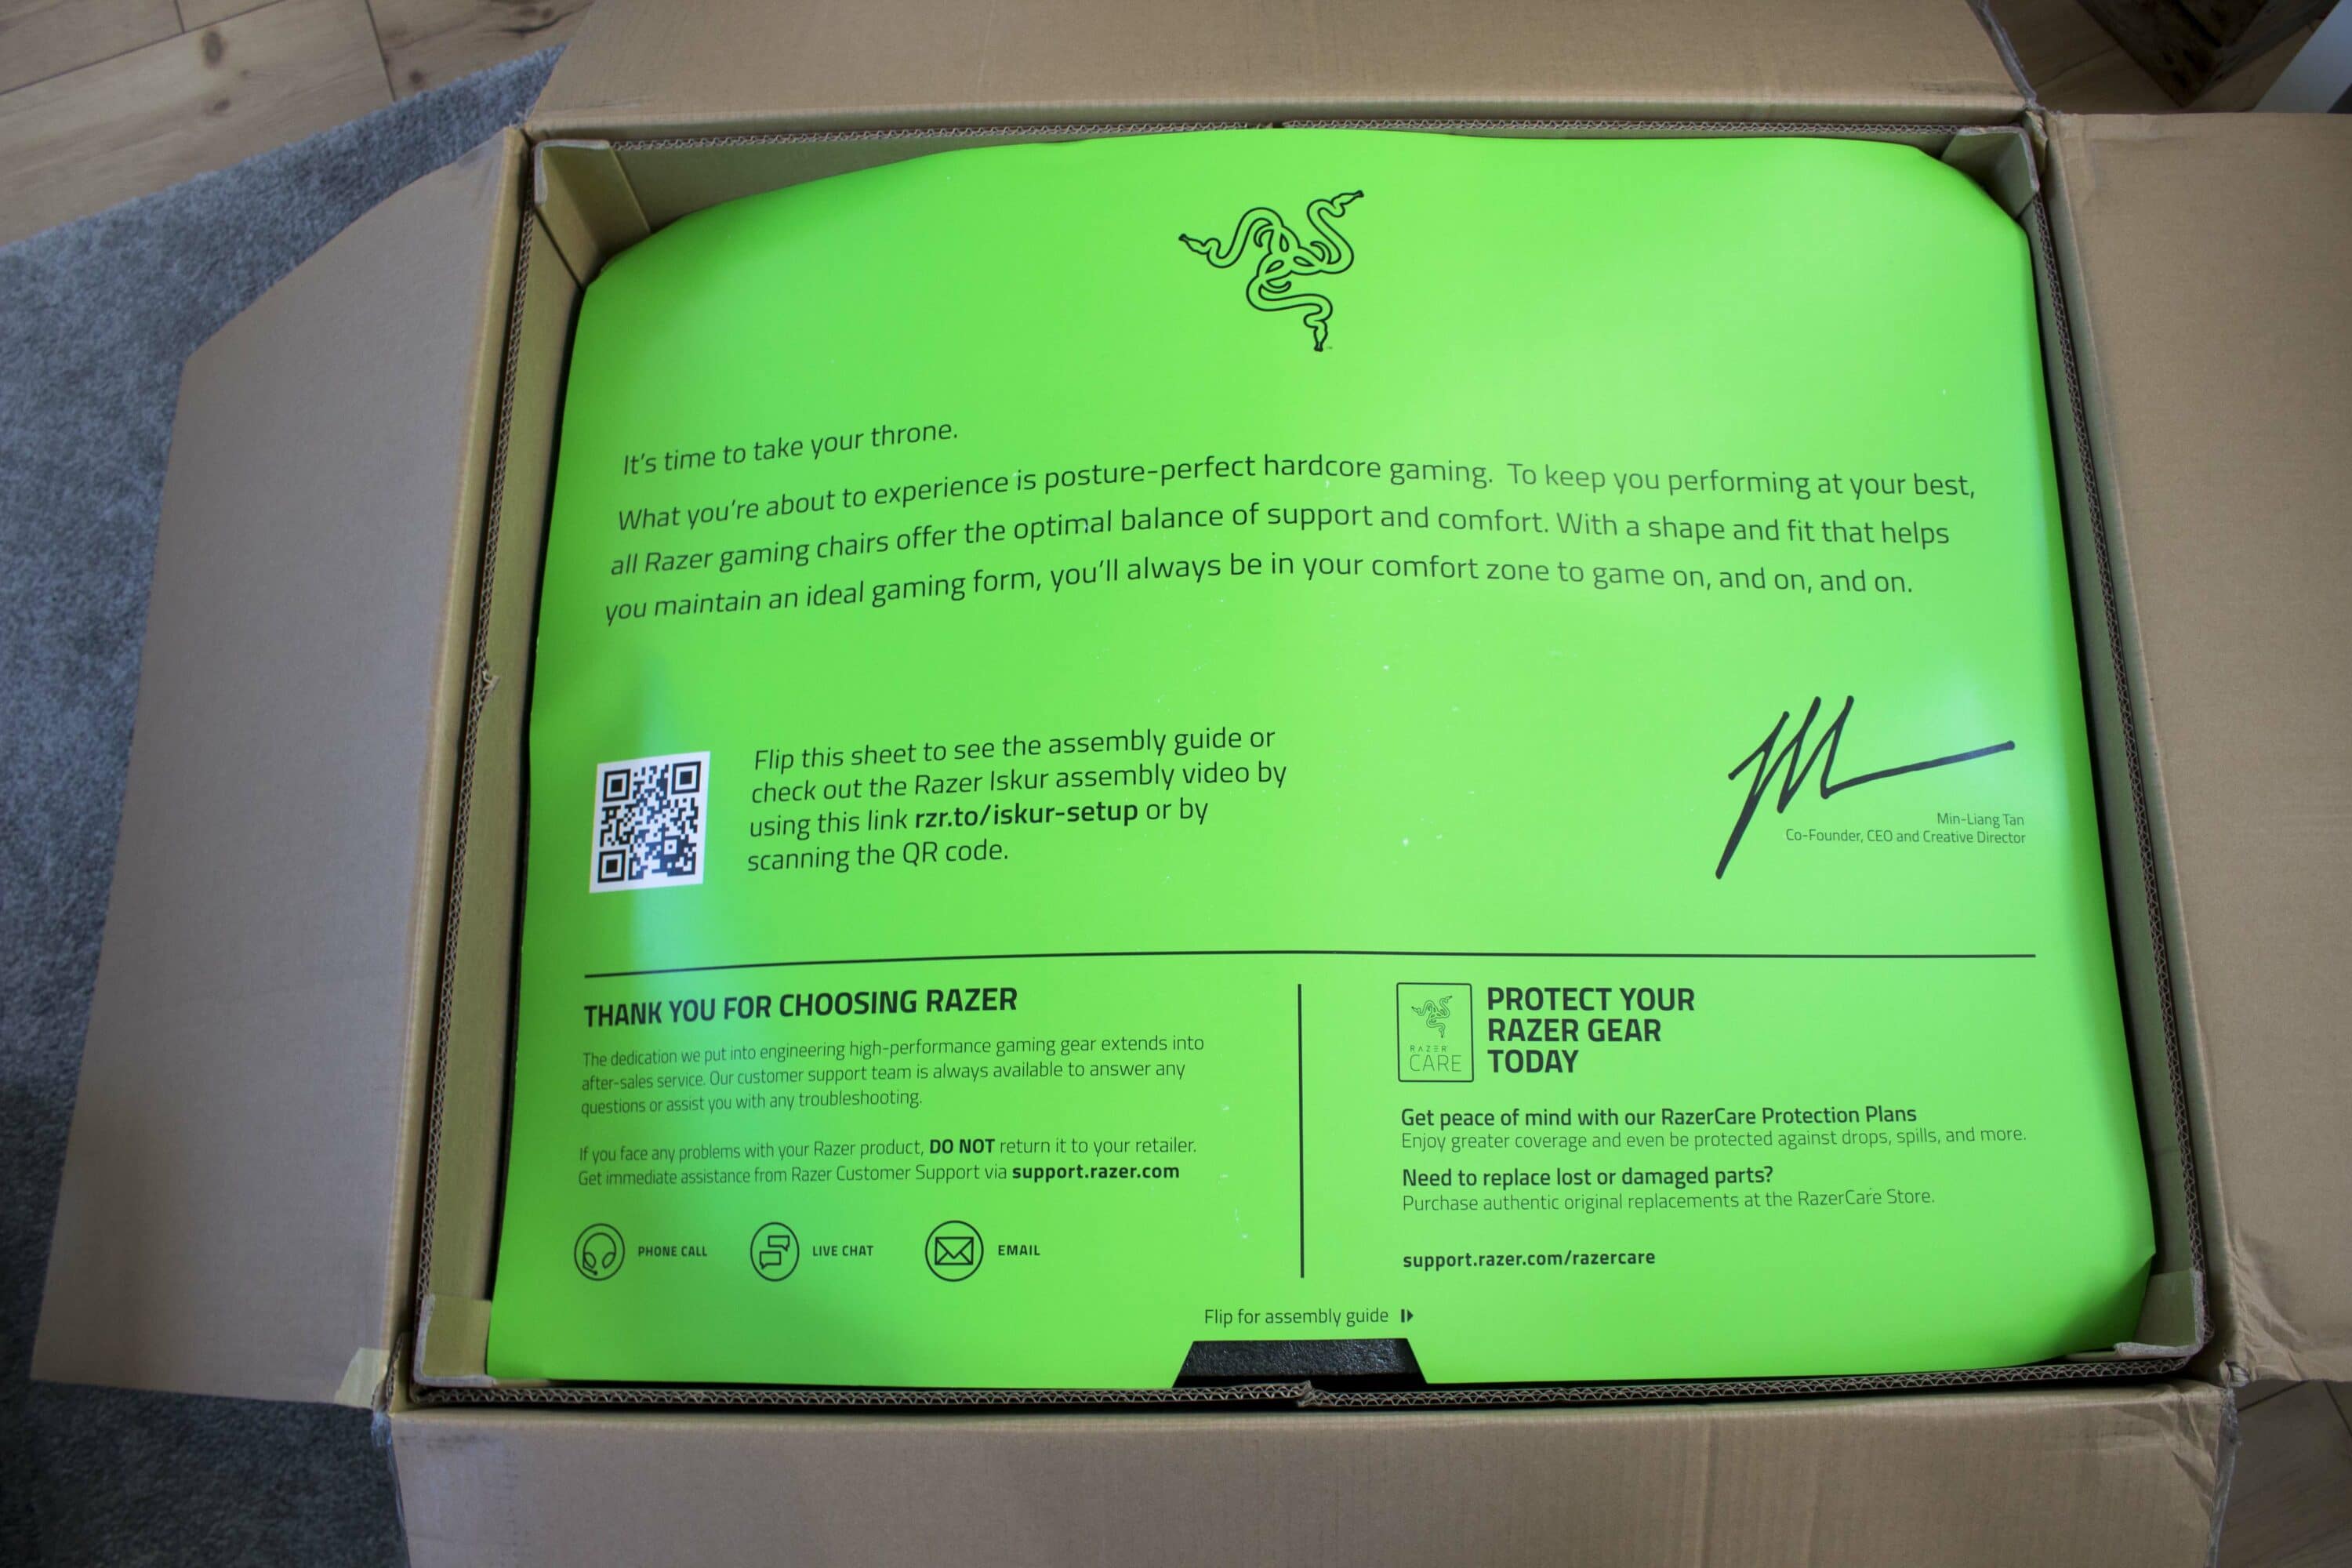 It's time to take your throne.
What you're about to experience is posture-perfect hardcore gaming. To keep you performing at your best,
all Razer gaming chairs offer the optimal balance of support and comfort. With a shape and fit that helps
you maintain an ideal gaming form, you'll always be in your comfort zone to game on, and on, and on.
Flip this sheet to see the assembly guide or
check out the Razer Iskur assembly video by
using this link rzr.to/iskur-setup or by
scanning the QR code.
Min-Liang Tan
Co-Founder, CEO and Creative Director
THANK YOU FOR CHOOSING RAZER
The dedication we put into engineering high-performance gaming gear extends into
after-sales service. Our customer support team is always available to answer any
questions or assist you with any troubleshooting.
If you face any problems with your Razer product, DO NOT return it to your retailer.
Get immediate assistance from Razer Customer Support via support.razer.com
PHONE CALL
LIVE CHAT
EMAIL
RAZER
CARE
PROTECT YOUR
RAZER GEAR
TODAY
Get peace of mind with our RazerCare Protection Plans
Enjoy greater coverage and even be protected against drops, spills, and more.
Need to replace lost or damaged parts?
Purchase authentic original replacements at the RazerCare Store.
support.razer.com/razercare
Flip for assembly guide